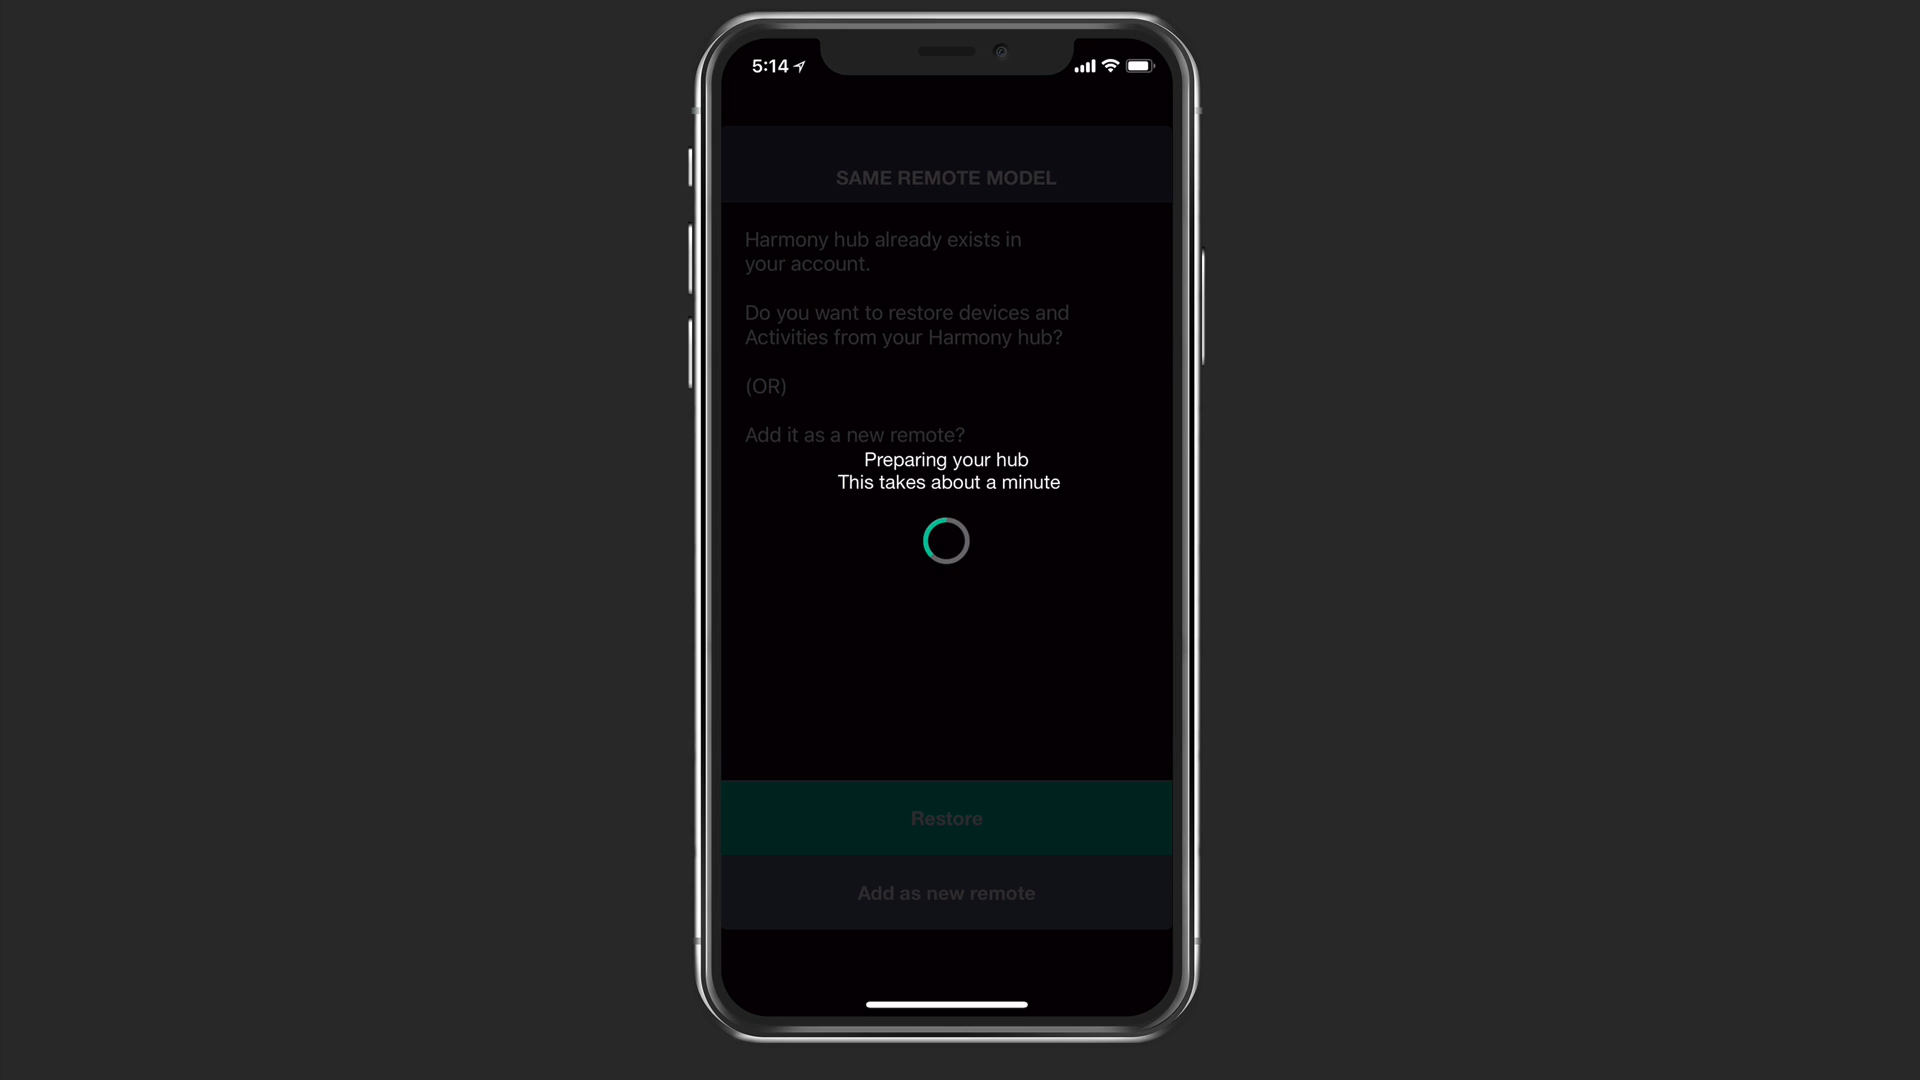 5:14
SAME REMOTE MODEL
Harmony hub already exists in
your account.
Do you want to restore devices and
Activities from your Harmony hub?
(OR)
Add it as a new remote?
Preparing your hub
This takes about a minute
Restore
Add as new remote